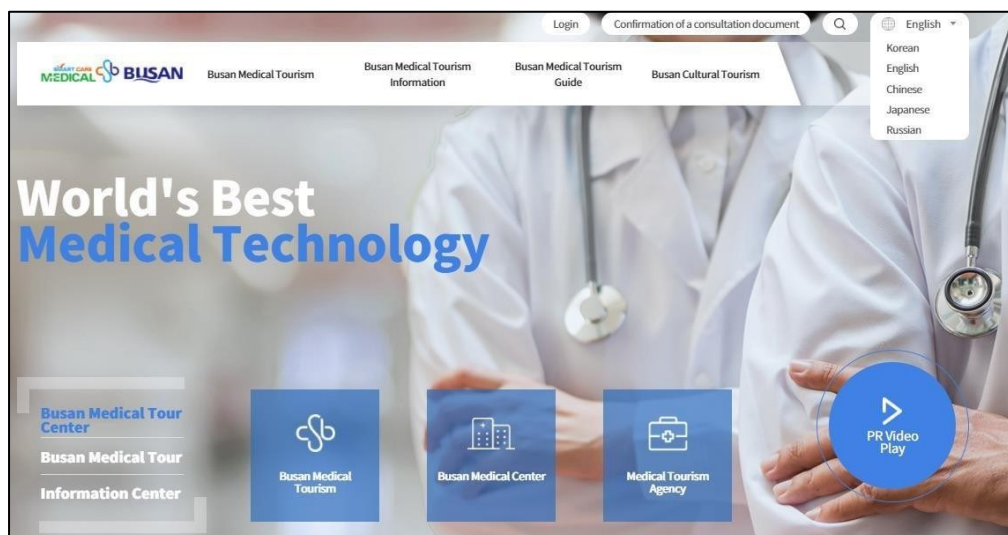 Login
Confirmation of a consultation document
English
Korean
English
Chinese
Japanese
Russian
SMART CARE
MEDICAL BUSAN
Busan Medical Tourism
Busan Medical Tourism
Information
Busan Medical Tourism
Guide
Busan Cultural Tourism
World's Best
Medical Technology
Busan Medical Tour
Center
Busan Medical Tour
Information Center
Busan Medical
Tourism
Busan Medical Center
Medical Tourism
Agency
PR Video
Play